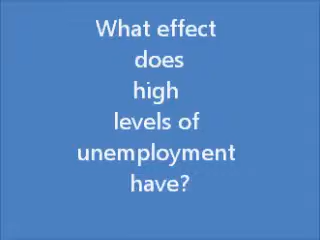 What effect
does
high
levels of
unemployment
have?